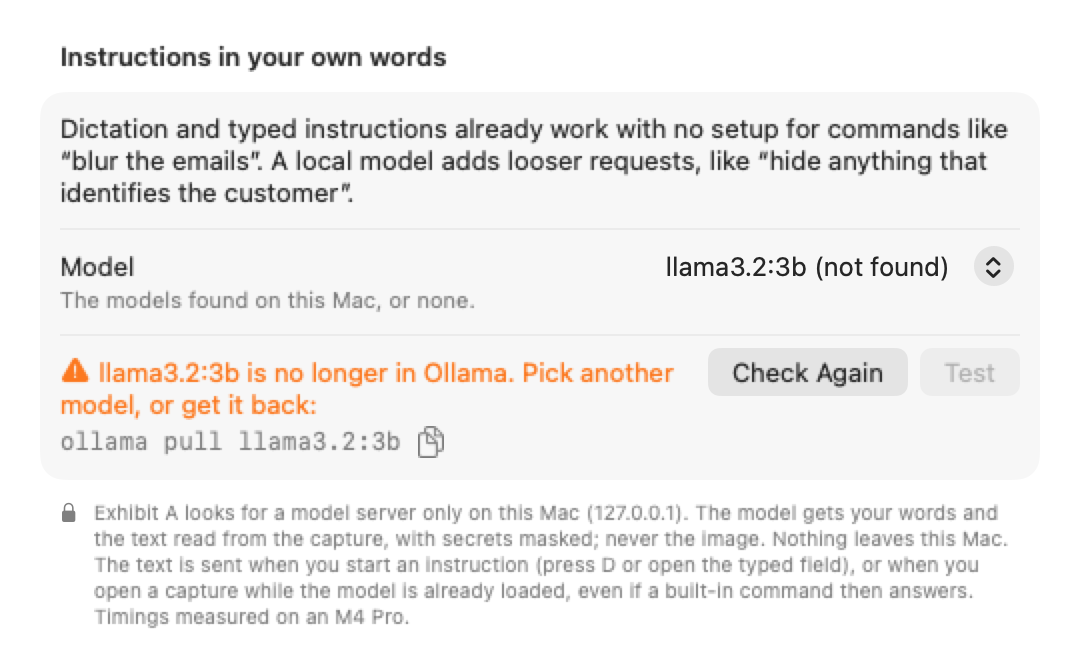 Instructions in your own words
Dictation and typed instructions already work with no setup for commands like
“blur the emails”. A local model adds looser requests, like “hide anything that
identifies the customer”.
Model
llama3.2:3b (not found)
The models found on this Mac, or none.
llama3.2:3b is no longer in Ollama. Pick another
model, or get it back:
Check Again
Test
ollama pull llama3.2:3b
Exhibit A looks for a model server only on this Mac (127.0.0.1). The model gets your words and
the text read from the capture, with secrets masked; never the image. Nothing leaves this Mac.
The text is sent when you start an instruction (press D or open the typed field), or when you
open a capture while the model is already loaded, even if a built-in command then answers.
Timings measured on an M4 Pro.